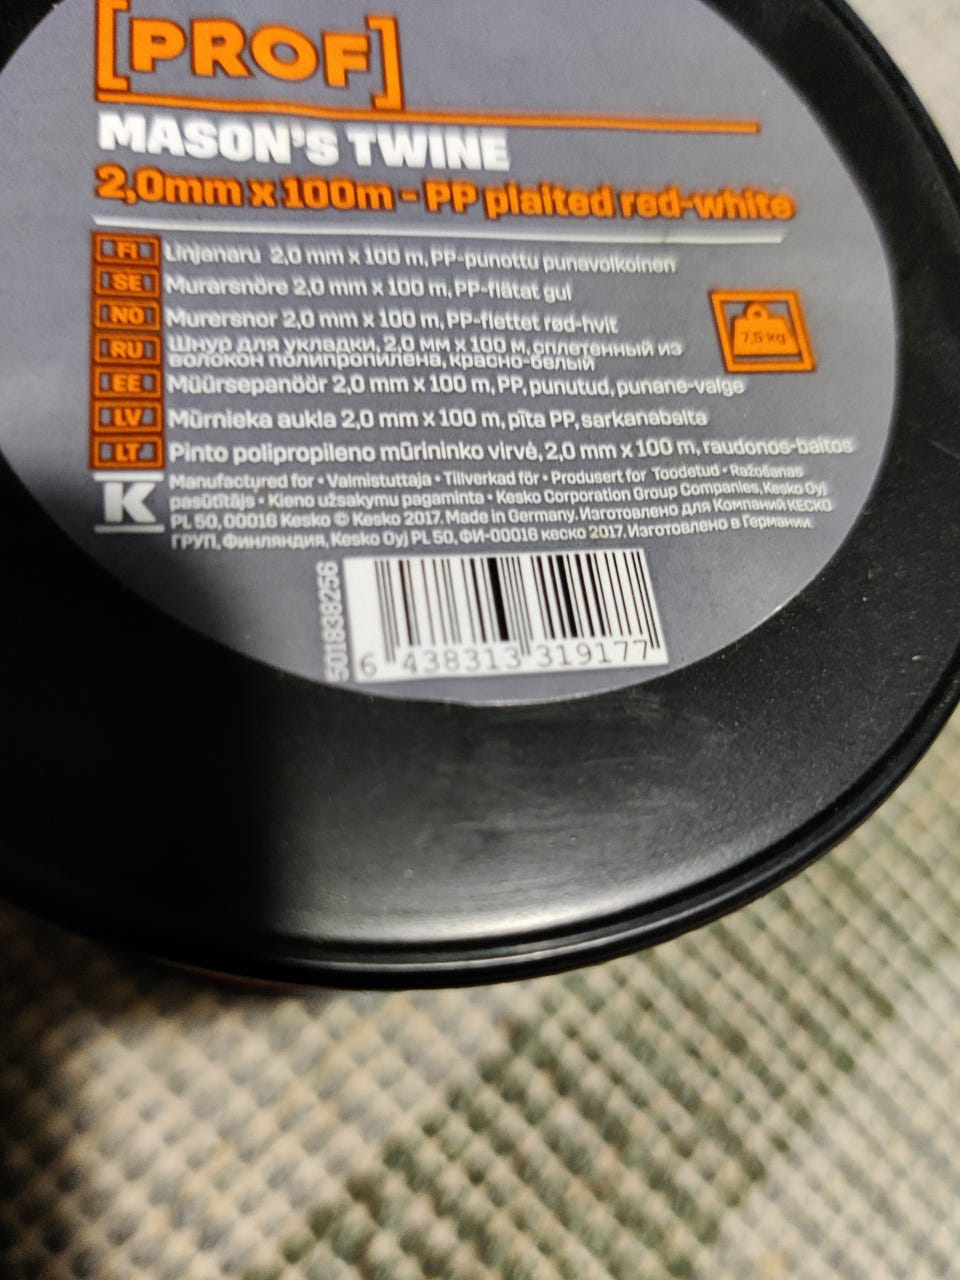 [PROF]
MASON'S TWINE
2,0mm x 100m - PP plaited red-white
FI Linjanaru 2,0 mm x 100 m, PP-punottu punavalkoinen
SE Murarsnöre 2,0 mm x 100 m, PP-flätat gul
NO Murersnor 2,0 mm x 100 m, PP-flettet rød-hvit
RU Шнур для укладки, 2,0 мм x 100 м, сплетенный из
волокон полипропилена, красно-белый
7,5 kg
EE Müürsepanöör 2,0 mm x 100 m, PP, punutud, punane-valge
LV Mūrnieka aukla 2,0 mm x 100 m, pīta PP, sarkanabalta
LT Pinto polipropileno mūrininko virvė, 2,0 mm x 100 m, raudonos-baltos
K
Manufactured for • Valmistuttaja • Tillverkad för • Produsert for Toodetud • Ražošanas
pasūtītājs • Kieno užsakymu pagaminta • Kesko Corporation Group Companies, Kesko Oyj
PL 50, 00016 Kesko © Kesko 2017. Made in Germany. Изготовлено для Компаний КЕСКО
ГРУП, Финляндия, Kesko Oyj PL 50, ФИ-00016 кеско 2017. Изготовлено в Германии.
501838256
6 438313 319177